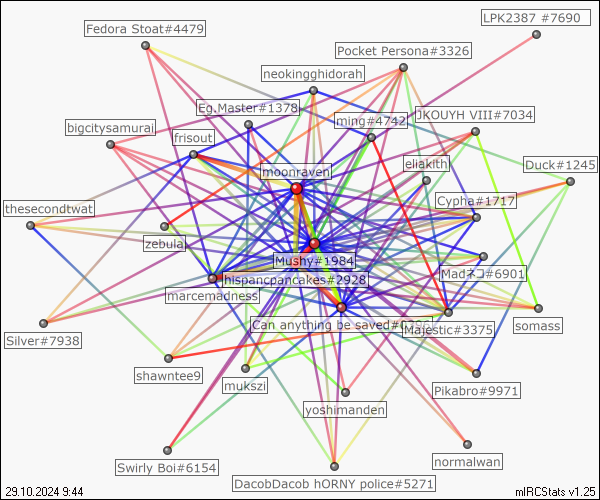 LPK2387 #7690
Fedora Stoat#4479
Pocket Persona#3326
neokingghidorah
Eg.Master#1378
ming#4742
JKOUYH VIII#7034
bigcitysamurai
frisout
eliakith
Duck#1245
moonraven
Cypha#1717
thesecondtwat
zebulal
Mushy#1984
Madネコ#6901
hispancpancakes#2928
marcemadness
somass
Can anything be saved
Majestic#3375
Silver#7938
shawntee9
mukszi
Pikabro#9971
yoshimanden
normalwan
Swirly Boi#6154
DacobDacob hORNY police#5271
29.10.2024 9:44
mIRCStats v1.25